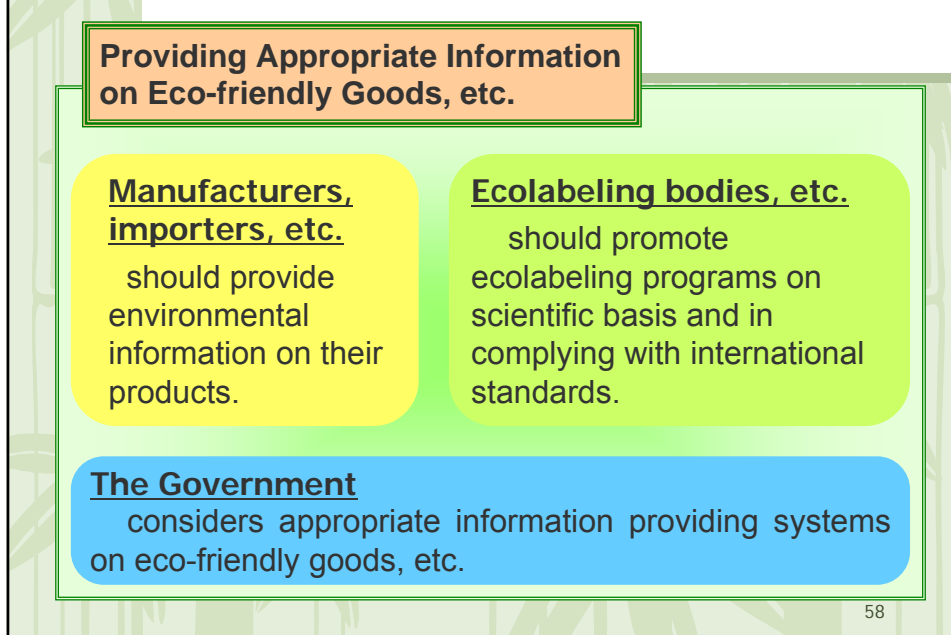 Providing Appropriate Information
on Eco-friendly Goods, etc.
Manufacturers,
importers, etc.
should provide
environmental
information on their
products.
Ecolabeling bodies, etc.
should promote
ecolabeling programs on
scientific basis and in
complying with international
standards.
The Government
considers appropriate information providing systems
on eco-friendly goods, etc.
58